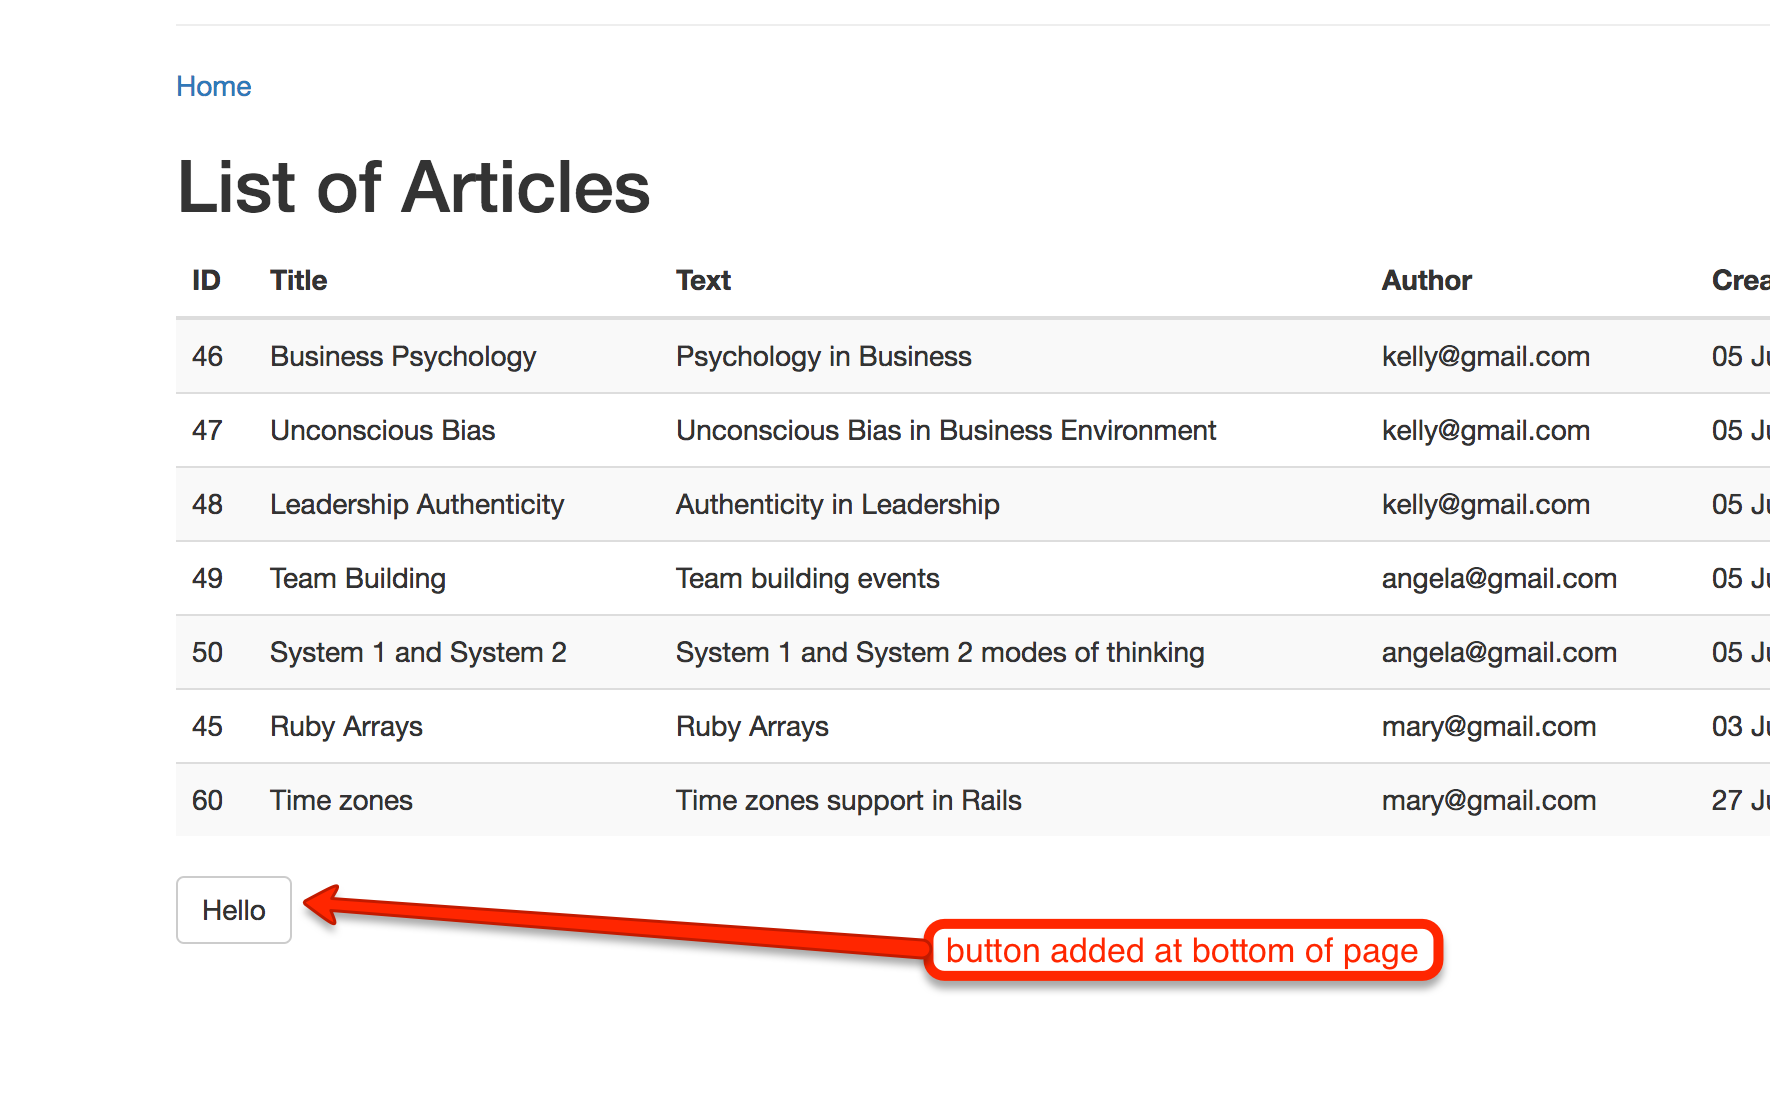 Home
List of Articles
ID Title Text Author Crea
46 Business Psychology Psychology in Business kelly@gmail.com 05 Ju
47 Unconscious Bias Unconscious Bias in Business Environment kelly@gmail.com 05 Ju
48 Leadership Authenticity Authenticity in Leadership kelly@gmail.com 05 Ju
49 Team Building Team building events angela@gmail.com 05 Ju
50 System 1 and System 2 System 1 and System 2 modes of thinking angela@gmail.com 05 Ju
45 Ruby Arrays Ruby Arrays mary@gmail.com 03 Ju
60 Time zones Time zones support in Rails mary@gmail.com 27 Ju
Hello
button added at bottom of page